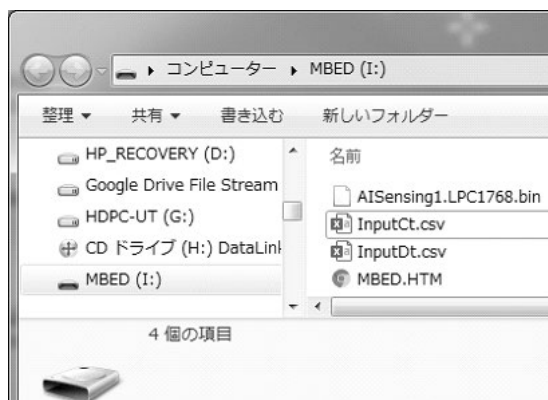 コンピューター MBED (I:)
整理 共有 書き込む 新しいフォルダー
HP_RECOVERY (D:)
Google Drive File Stream
HDPC-UT (G:)
CD ドライブ (H:) DataLink
MBED (I:)
名前
AISensing1.LPC1768.bin
InputCt.csv
InputDt.csv
MBED.HTM
4 個の項目